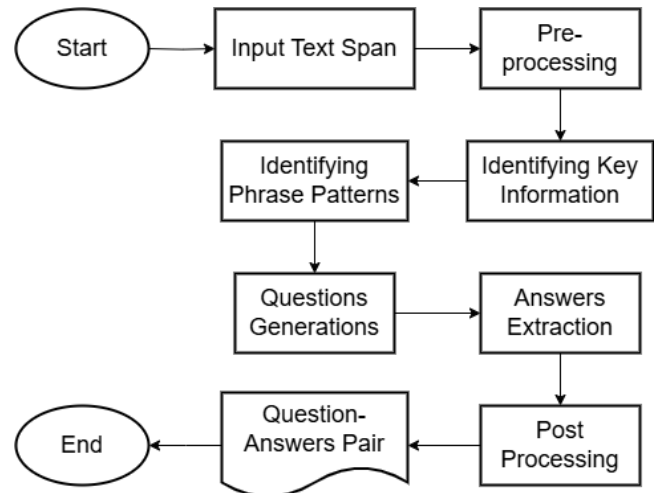 Start
Input Text Span
Pre-
processing
Identifying Key
Information
Identifying
Phrase Patterns
Questions
Generations
Answers
Extraction
Post
Processing
Question-
Answers Pair
End